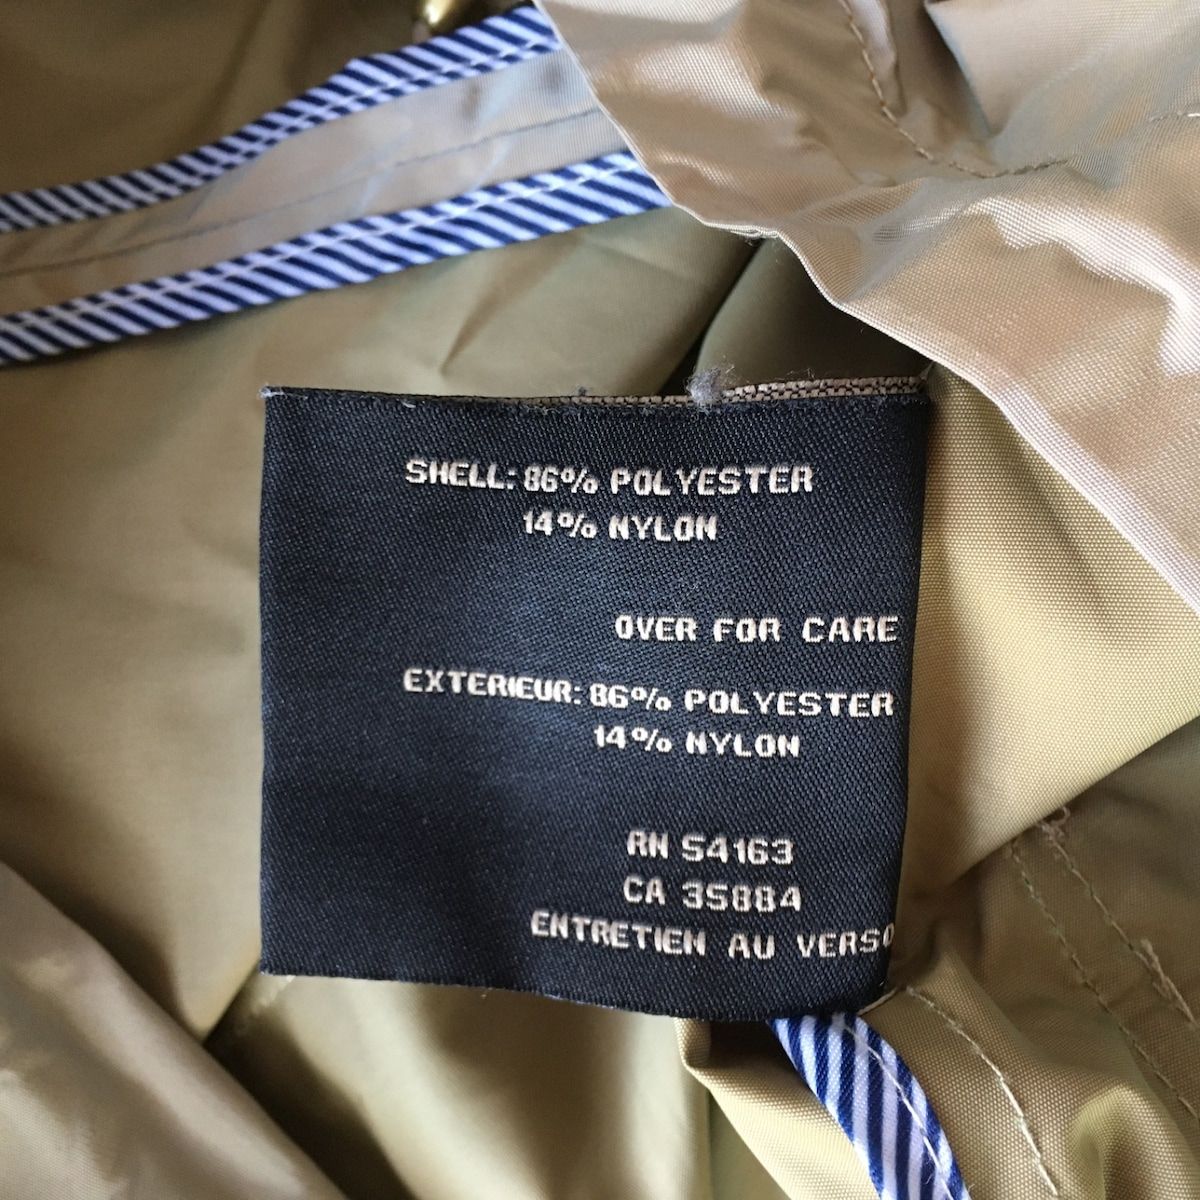 SHELL: 86% POLYESTER
14% NYLON
OVER FOR CARE
EXTERIEUR: 86% POLYESTER
14% NYLON
RN 54163
CA 35884
ENTRETIEN AU VERSO